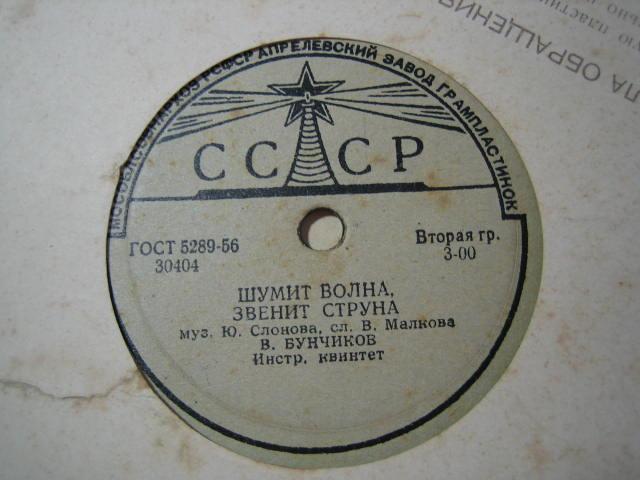 МОСОБЛСОВНАРХОЗ РСФСР АПРЕЛЕВСКИЙ ЗАВОД ГРАМПЛАСТИНОК
СССР
ГОСТ 5289-56
30404
Вторая гр.
3-00
ШУМИТ ВОЛНА,
ЗВЕНИТ СТРУНА
муз. Ю. Слонова, сл. В. Малкова
В. БУНЧИКОВ
Инстр. квинтет
ОБРАЩЕНИЯ